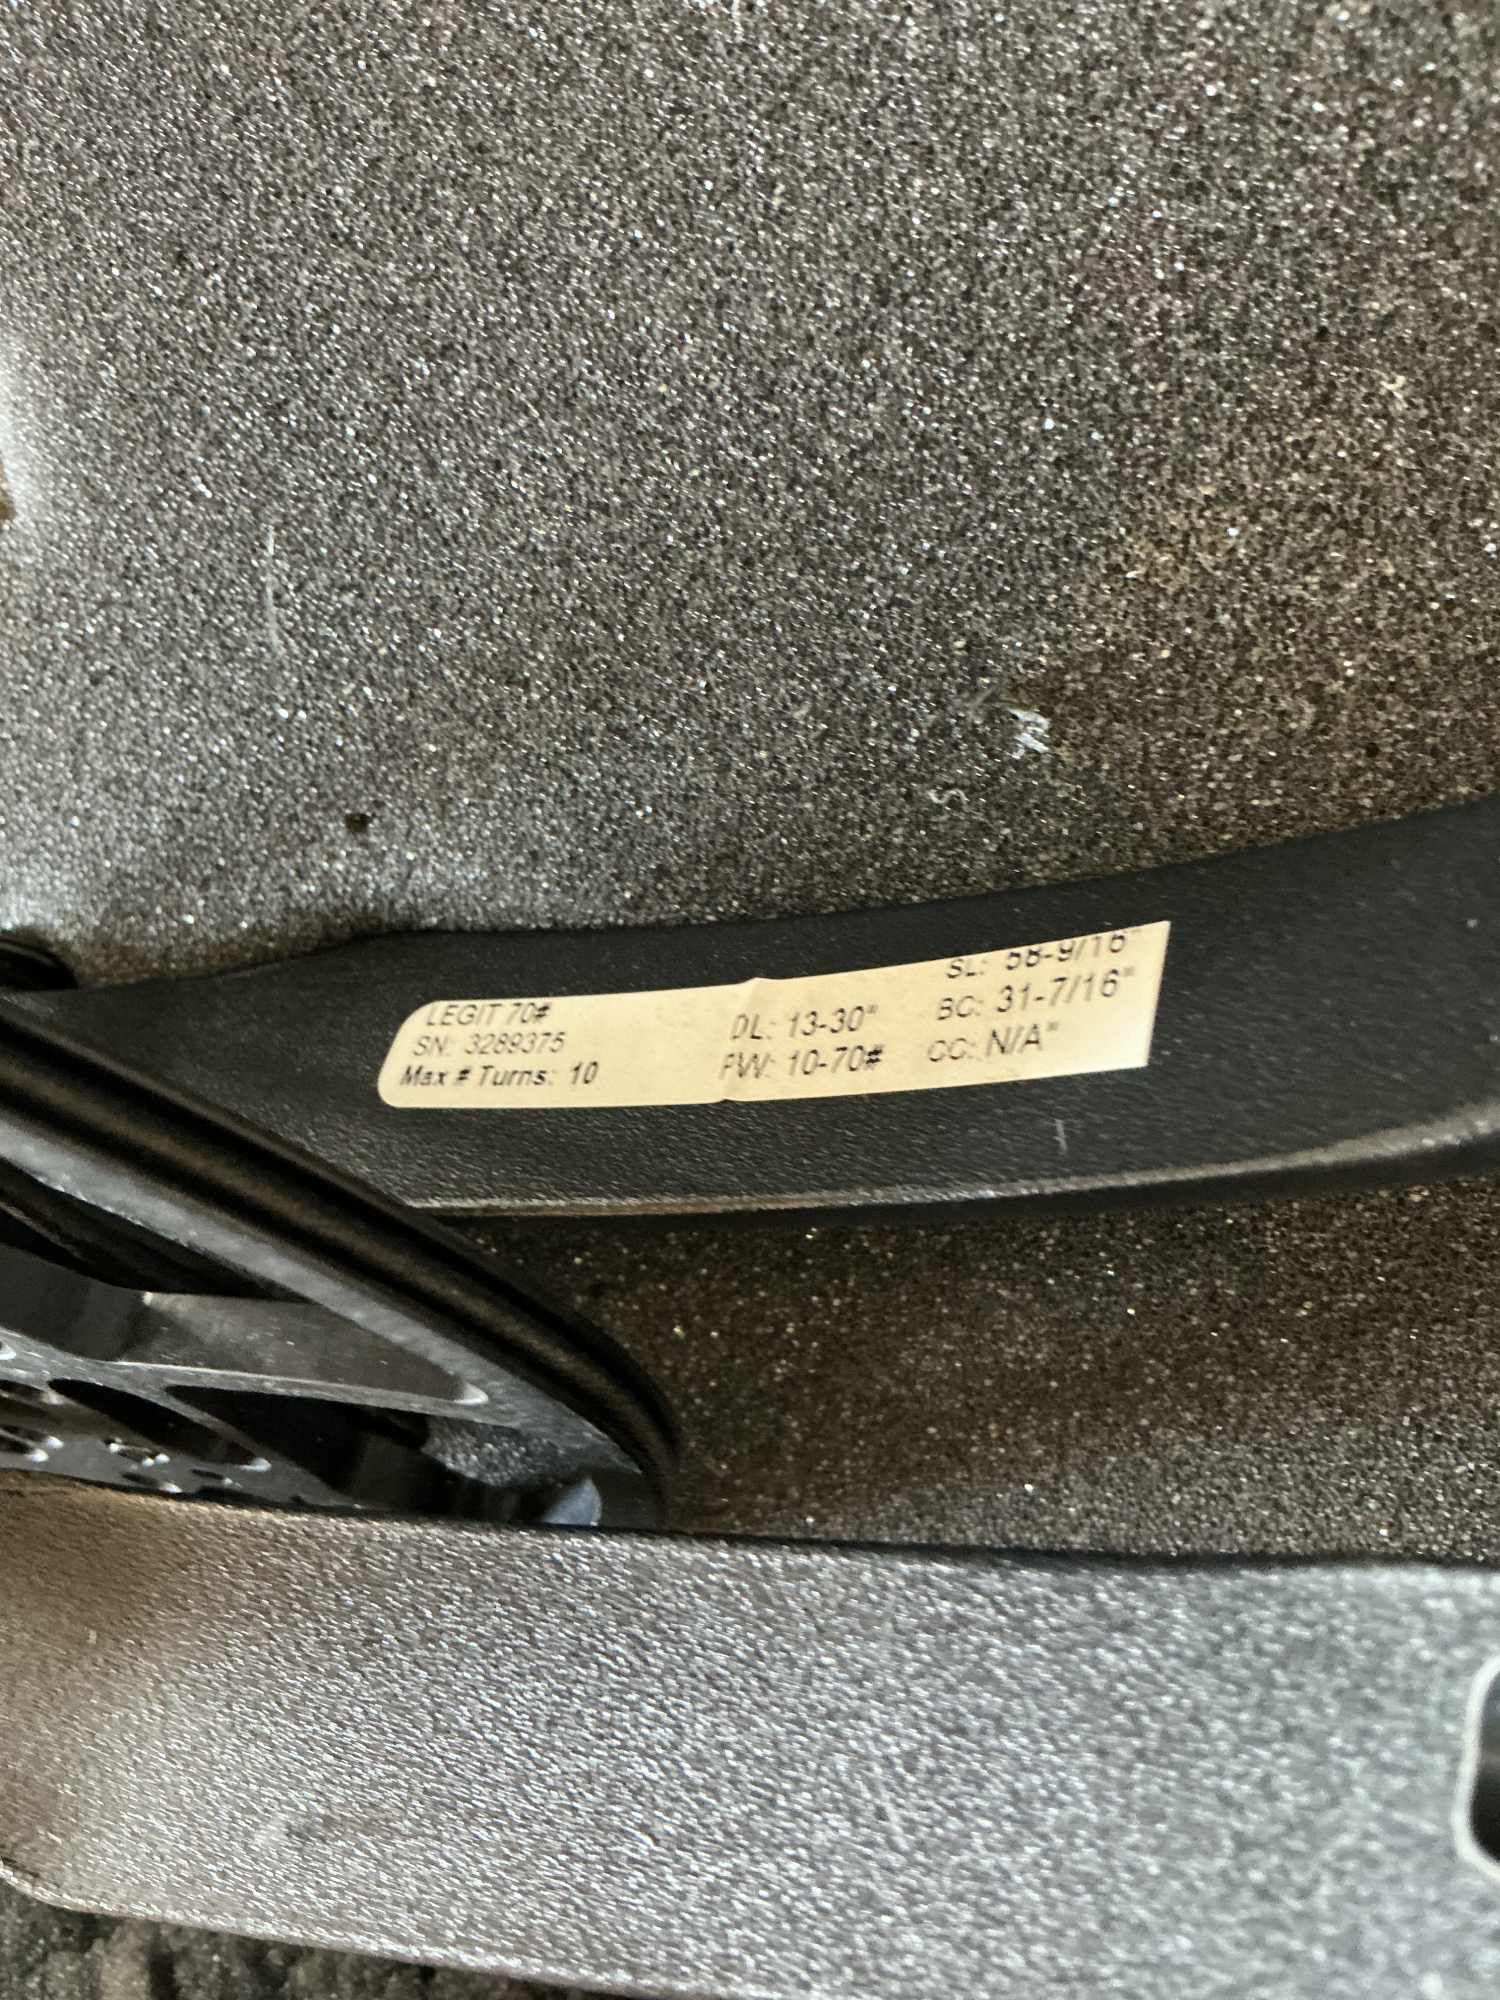 LEGIT 70#
SN: 3289375
Max # Turns: 10
DL: 13-30"
PW: 10-70#
SL: 58-9/16"
BC: 31-7/16"
CC: N/A"